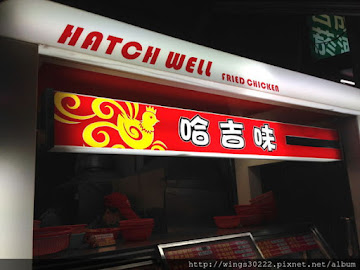 HATCH WELL FRIED CHICKEN
哈吉味
http://wings30222.pixnet.net/album